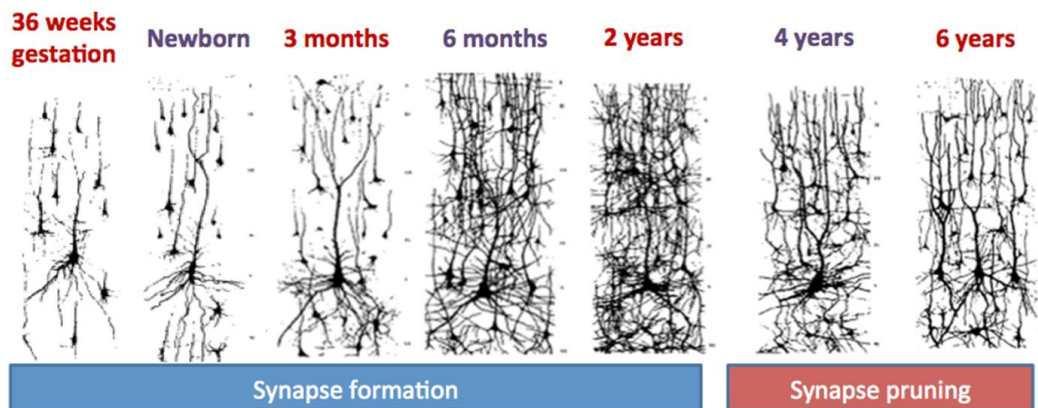 36 weeks
gestation
Newborn
3 months
6 months
2 years
4 years
6 years
Synapse formation
Synapse pruning